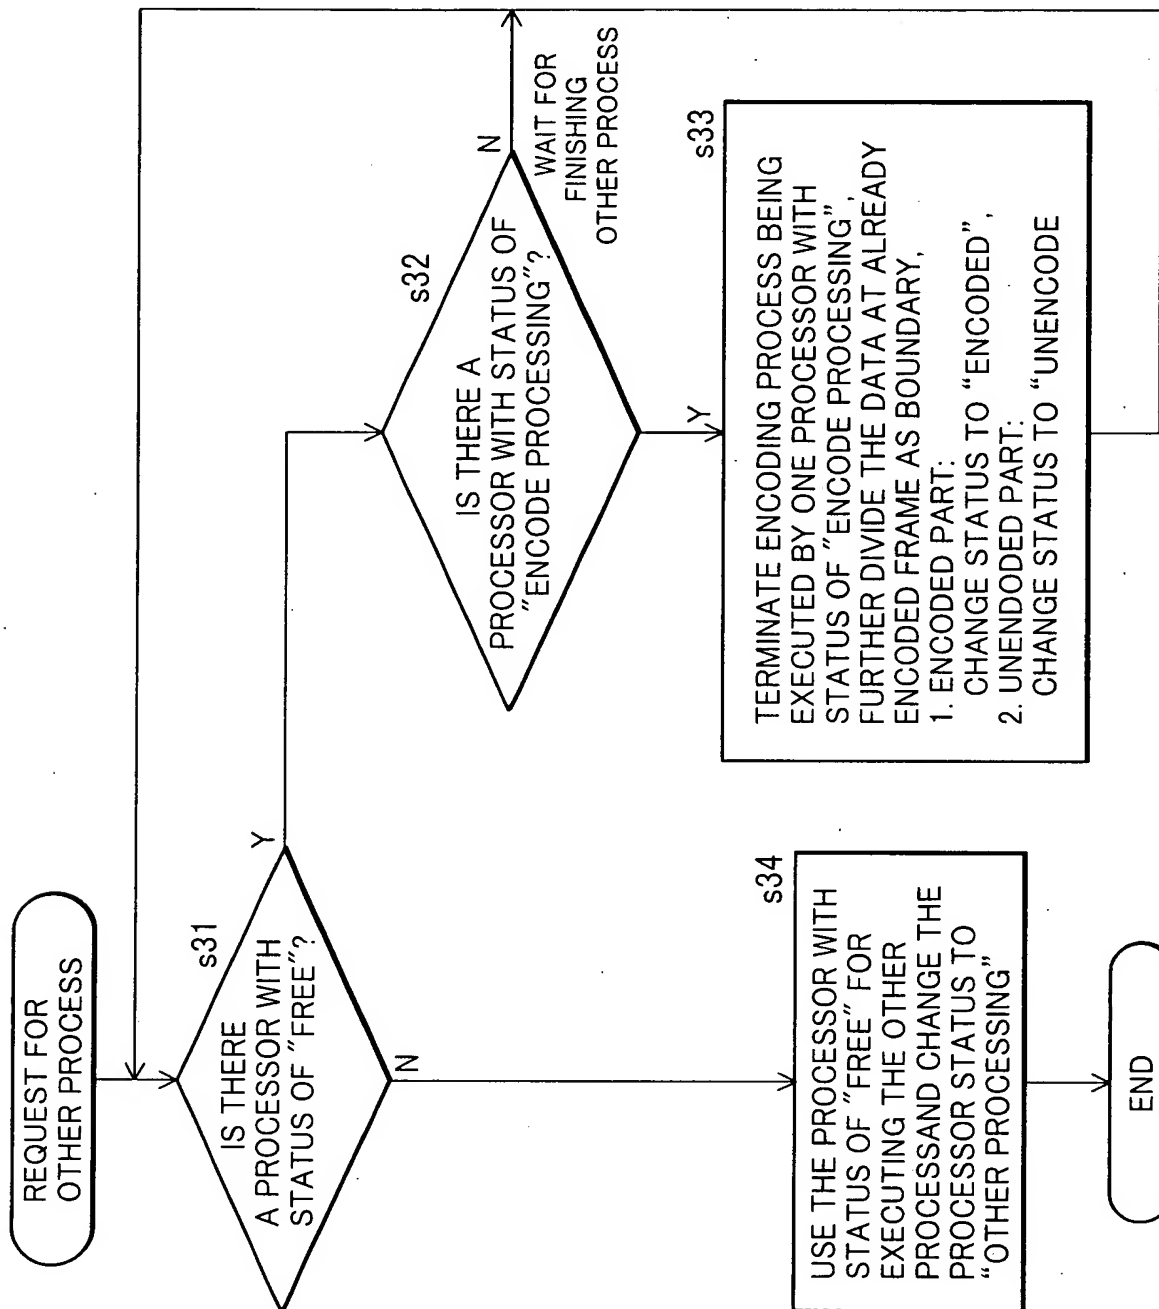 REQUEST FOR
OTHER PROCESS
s31
IS THERE
A PROCESSOR WITH
STATUS OF "FREE"?
Y
N
s32
IS THERE A
PROCESSOR WITH STATUS OF
"ENCODE PROCESSING"?
N
WAIT FOR
FINISHING
OTHER PROCESS
Y
s33
TERMINATE ENCODING PROCESS BEING
EXECUTED BY ONE PROCESSOR WITH
STATUS OF "ENCODE PROCESSING",
FURTHER DIVIDE THE DATA AT ALREADY
ENCODED FRAME AS BOUNDARY,
1. ENCODED PART:
CHANGE STATUS TO "ENCODED",
2. UNENDODED PART:
CHANGE STATUS TO "UNENCODE
s34
USE THE PROCESSOR WITH
STATUS OF "FREE" FOR
EXECUTING THE OTHER
PROCESSAND CHANGE THE
PROCESSOR STATUS TO
"OTHER PROCESSING"
END